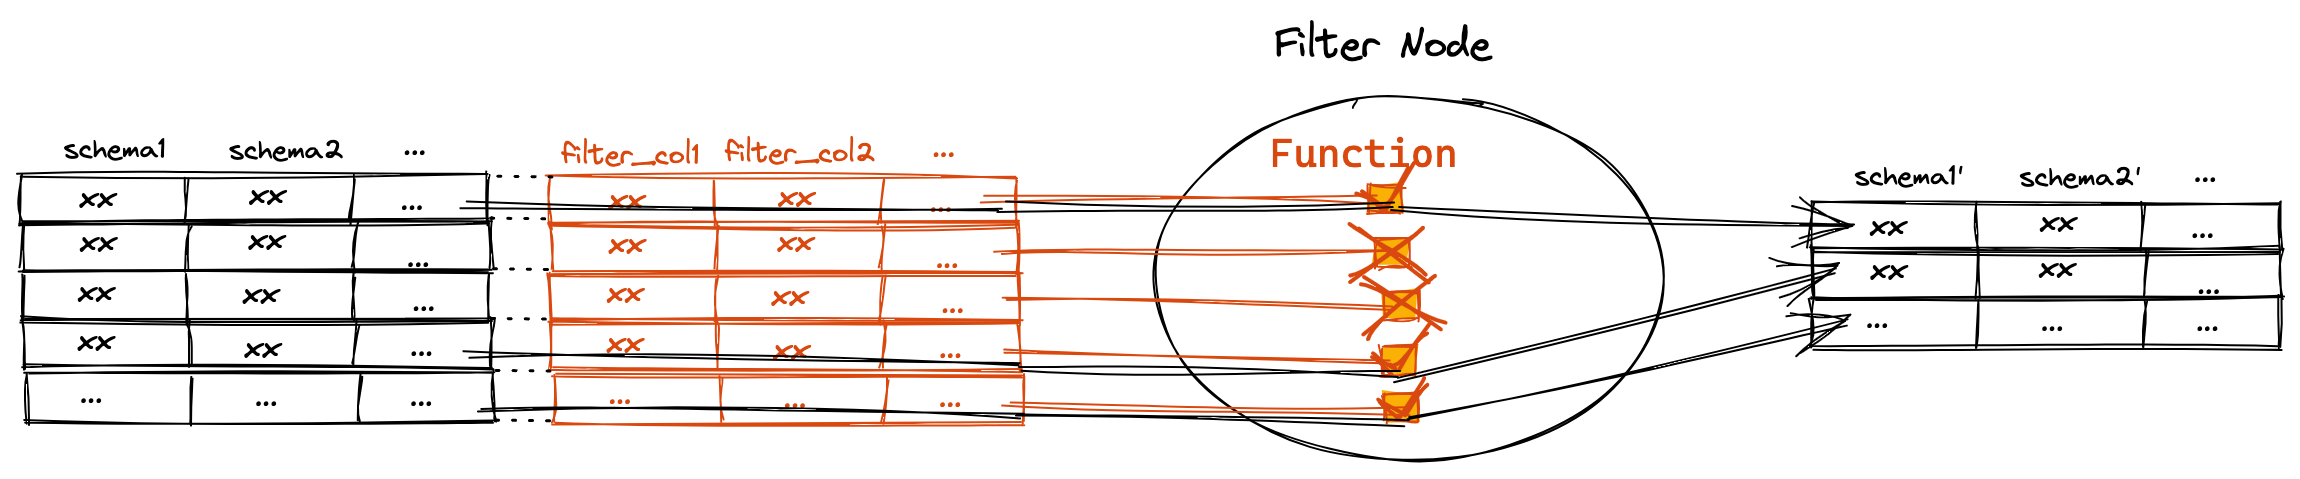 Filter Node
schema1 schema2 ... filter_col1 filter_col2 ...
Function
schema1' schema2' ...
xx xx ... xx xx ...
xx xx ...
xx xx ... xx xx ...
xx xx ...
xx xx ... xx xx ...
... ... ...
xx xx ... xx xx ...
... ... ... ... ... ...